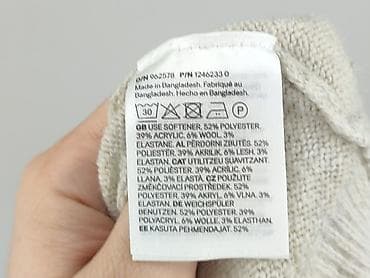 O/N 962578 P/N 1246233 0
Made in Bangladesh. Fabriqué au
Bangladesh. Hecho en Bangladesh.
30 P
GB USE SOFTENER. 52% POLYESTER.
39% ACRYLIC. 6% WOOL. 3%
ELASTANE. AL PËRDORNI ZBUTËS. 52%
POLIESTËR. 39% AKRILIK. 6% LESH. 3%
ELASTAN. CAT UTILITZEU SUAVITZANT.
52% POLIÈSTER. 39% ACRÍLIC. 6%
LLANA. 3% ELASTÀ. CZ POUŽIJTE
ZMĚKČOVACÍ PROSTŘEDEK. 52%
POLYESTER. 39% AKRYL. 6% VLNA. 3%
ELASTAN. DE WEICHSPÜLER
BENUTZEN. 52% POLYESTER. 39%
POLYACRYL. 6% WOLLE. 3% ELASTHAN.
EE KASUTA PEHMENDAJAT. 52%